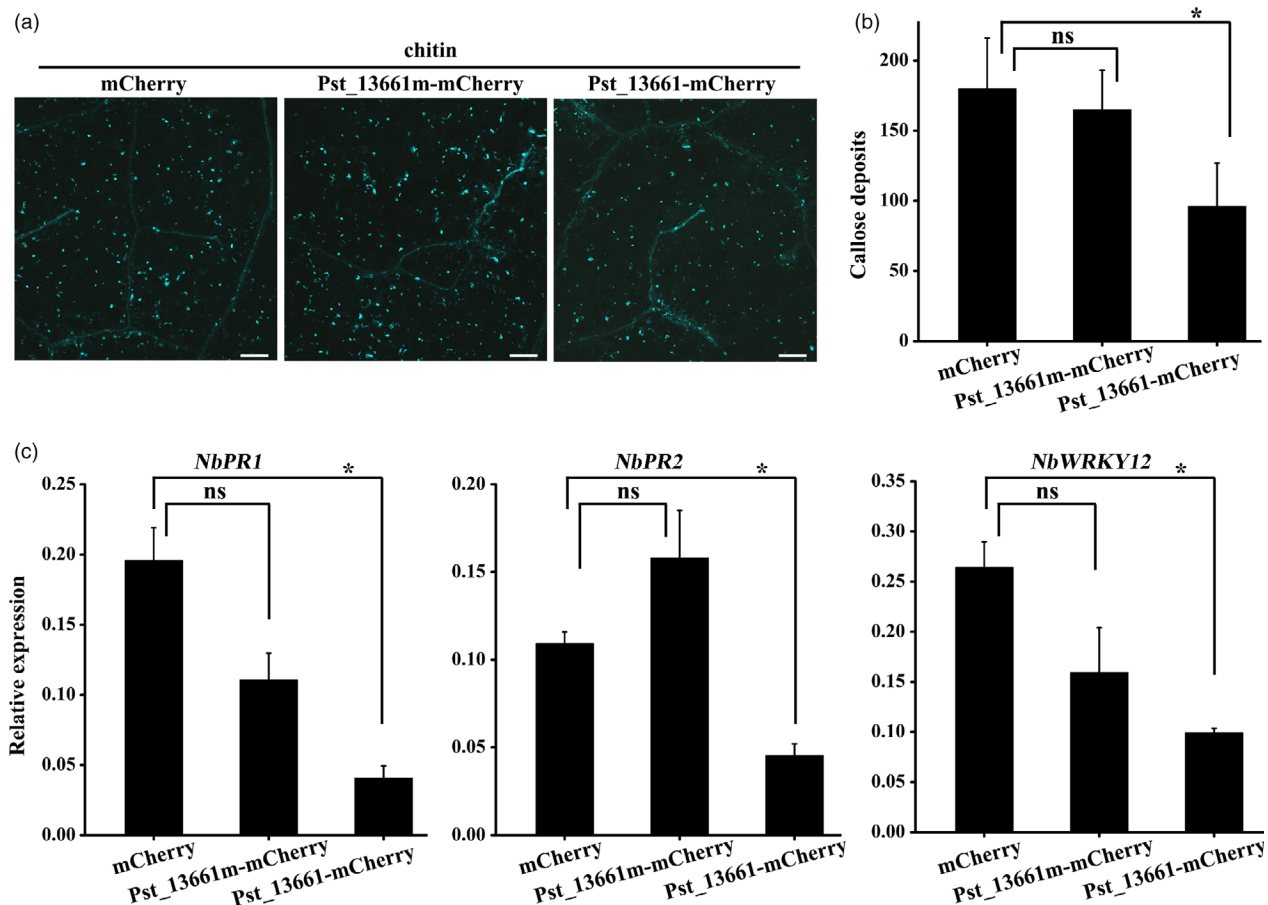 (a)
chitin
mCherry Pst_13661m-mCherry Pst_13661-mCherry
(b)
*
ns
Callose deposits
200
150
100
50
0
mCherry
Pst_13661m-mCherry
Pst_13661-mCherry
(c)
NbPR1
*
ns
Relative expression
0.25
0.20
0.15
0.10
0.05
0.00
mCherry
Pst_13661m-mCherry
Pst_13661-mCherry
NbPR2
*
ns
0.20
0.15
0.10
0.05
0.00
mCherry
Pst_13661m-mCherry
Pst_13661-mCherry
NbWRKY12
*
ns
0.35
0.30
0.25
0.20
0.15
0.10
0.05
0.00
mCherry
Pst_13661m-mCherry
Pst_13661-mCherry